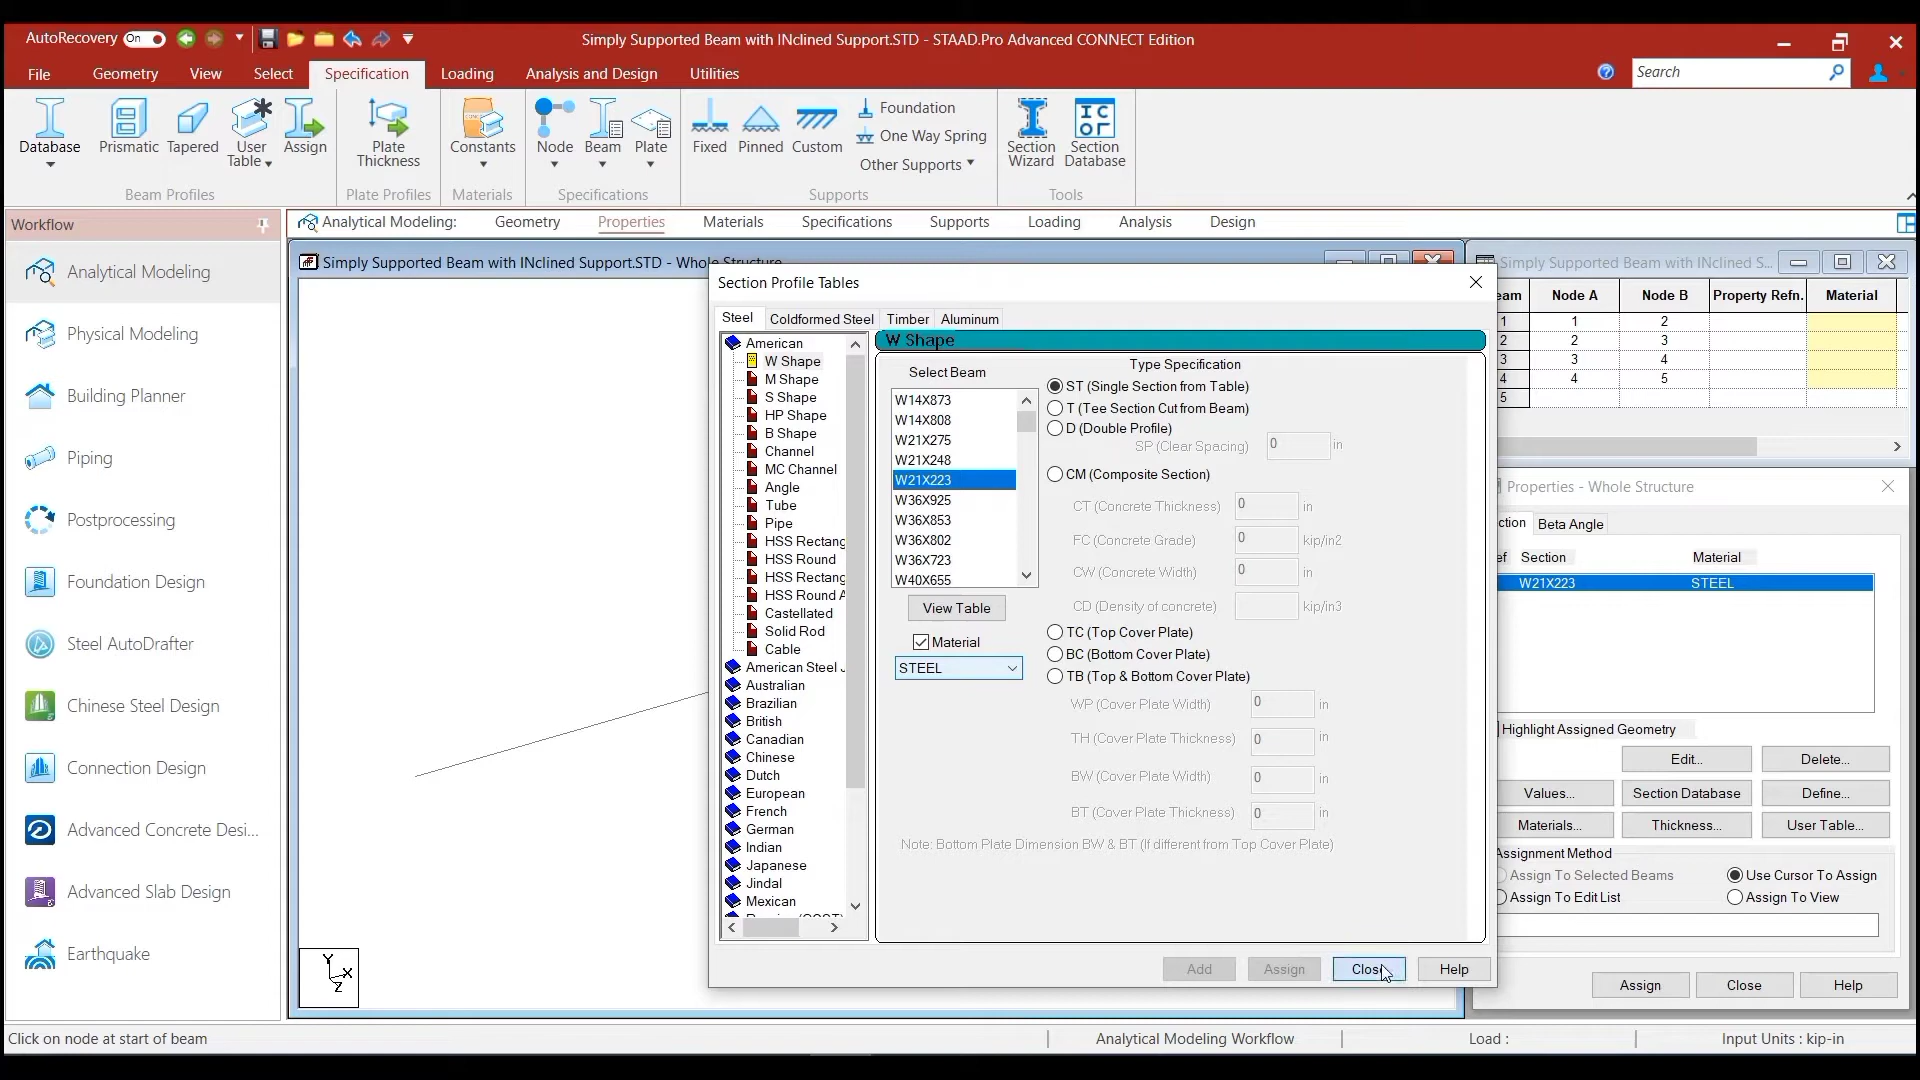 AutoRecovery On
Simply Supported Beam with INclined Support.STD - STAAD.Pro Advanced CONNECT Edition
File Geometry View Select Specification Loading Analysis and Design Utilities
Search
Database
Prismatic
Tapered
User Table
Assign
Plate Thickness
Constants
Node
Beam
Plate
Fixed
Pinned
Custom
Foundation
One Way Spring
Other Supports
Section Wizard
Section Database
Beam Profiles
Plate Profiles
Materials
Specifications
Supports
Tools
Workflow
Analytical Modeling
Physical Modeling
Building Planner
Piping
Postprocessing
Foundation Design
Steel AutoDrafter
Chinese Steel Design
Connection Design
Advanced Concrete Desi...
Advanced Slab Design
Earthquake
Analytical Modeling: Geometry Properties Materials Specifications Supports Loading Analysis Design
Simply Supported Beam with INclined Support.STD - Whole Structure
Y
X
Z
Section Profile Tables
Steel Coldformed Steel Timber Aluminum
American
W Shape
M Shape
S Shape
HP Shape
B Shape
Channel
MC Channel
Angle
Tube
Pipe
HSS Rectang
HSS Round
HSS Rectang
HSS Round A
Castellated
Solid Rod
Cable
American Steel J
Australian
Brazilian
British
Canadian
Chinese
Dutch
European
French
German
Indian
Japanese
Jindal
Mexican
W Shape
Select Beam
W14X873
W14X808
W21X275
W21X248
W21X223
W36X925
W36X853
W36X802
W36X723
W40X655
View Table
Material
STEEL
Type Specification
ST (Single Section from Table)
T (Tee Section Cut from Beam)
D (Double Profile)
SP (Clear Spacing) 0 in
CM (Composite Section)
CT (Concrete Thickness) 0 in
FC (Concrete Grade) 0 kip/in2
CW (Concrete Width) 0 in
CD (Density of concrete) kip/in3
TC (Top Cover Plate)
BC (Bottom Cover Plate)
TB (Top & Bottom Cover Plate)
WP (Cover Plate Width) 0 in
TH (Cover Plate Thickness) 0 in
BW (Cover Plate Width) 0 in
BT (Cover Plate Thickness) 0 in
Note: Bottom Plate Dimension BW & BT (If different from Top Cover Plate)
Add Assign Close Help
Simply Supported Beam with INclined S...
eam Node A Node B Property Refn. Material
1 1 2
2 2 3
3 3 4
4 4 5
5
Properties - Whole Structure
ction Beta Angle
ef Section Material
W21X223 STEEL
Highlight Assigned Geometry
Edit... Delete...
Values... Section Database Define...
Materials... Thickness... User Table...
Assignment Method
Assign To Selected Beams Use Cursor To Assign
Assign To Edit List Assign To View
Assign Close Help
Click on node at start of beam
Analytical Modeling Workflow
Load :
Input Units : kip-in